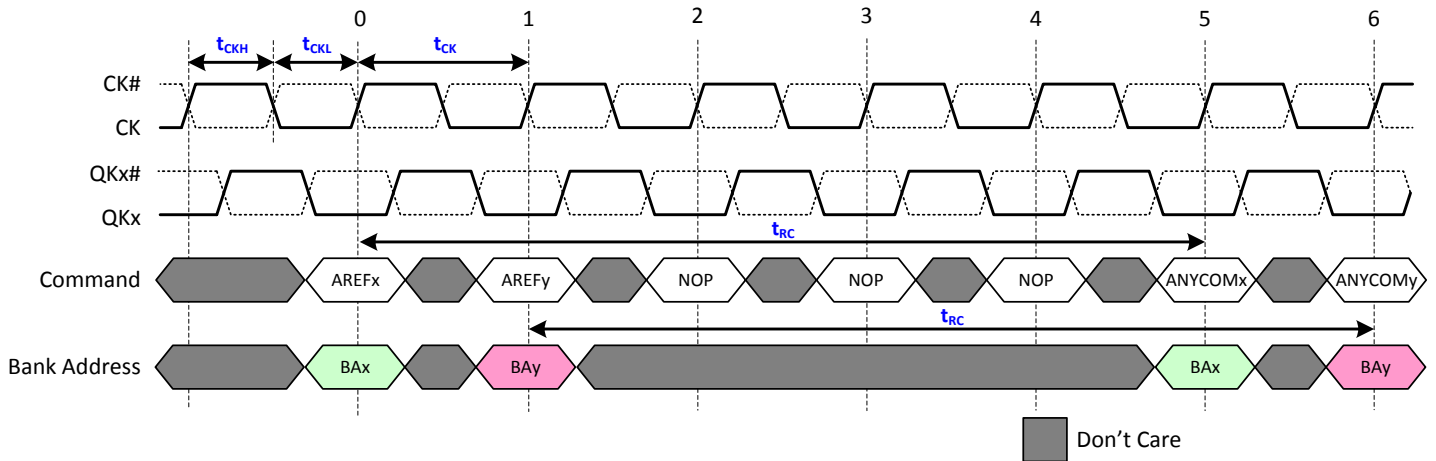 0 1 2 3 4 5 6
tCKH tCKL tCK
CK#
CK
QKx#
QKx
tRC
Command AREFx AREFy NOP NOP NOP ANYCOMx ANYCOMy
tRC
Bank Address BAx BAy BAx BAy
Don't Care